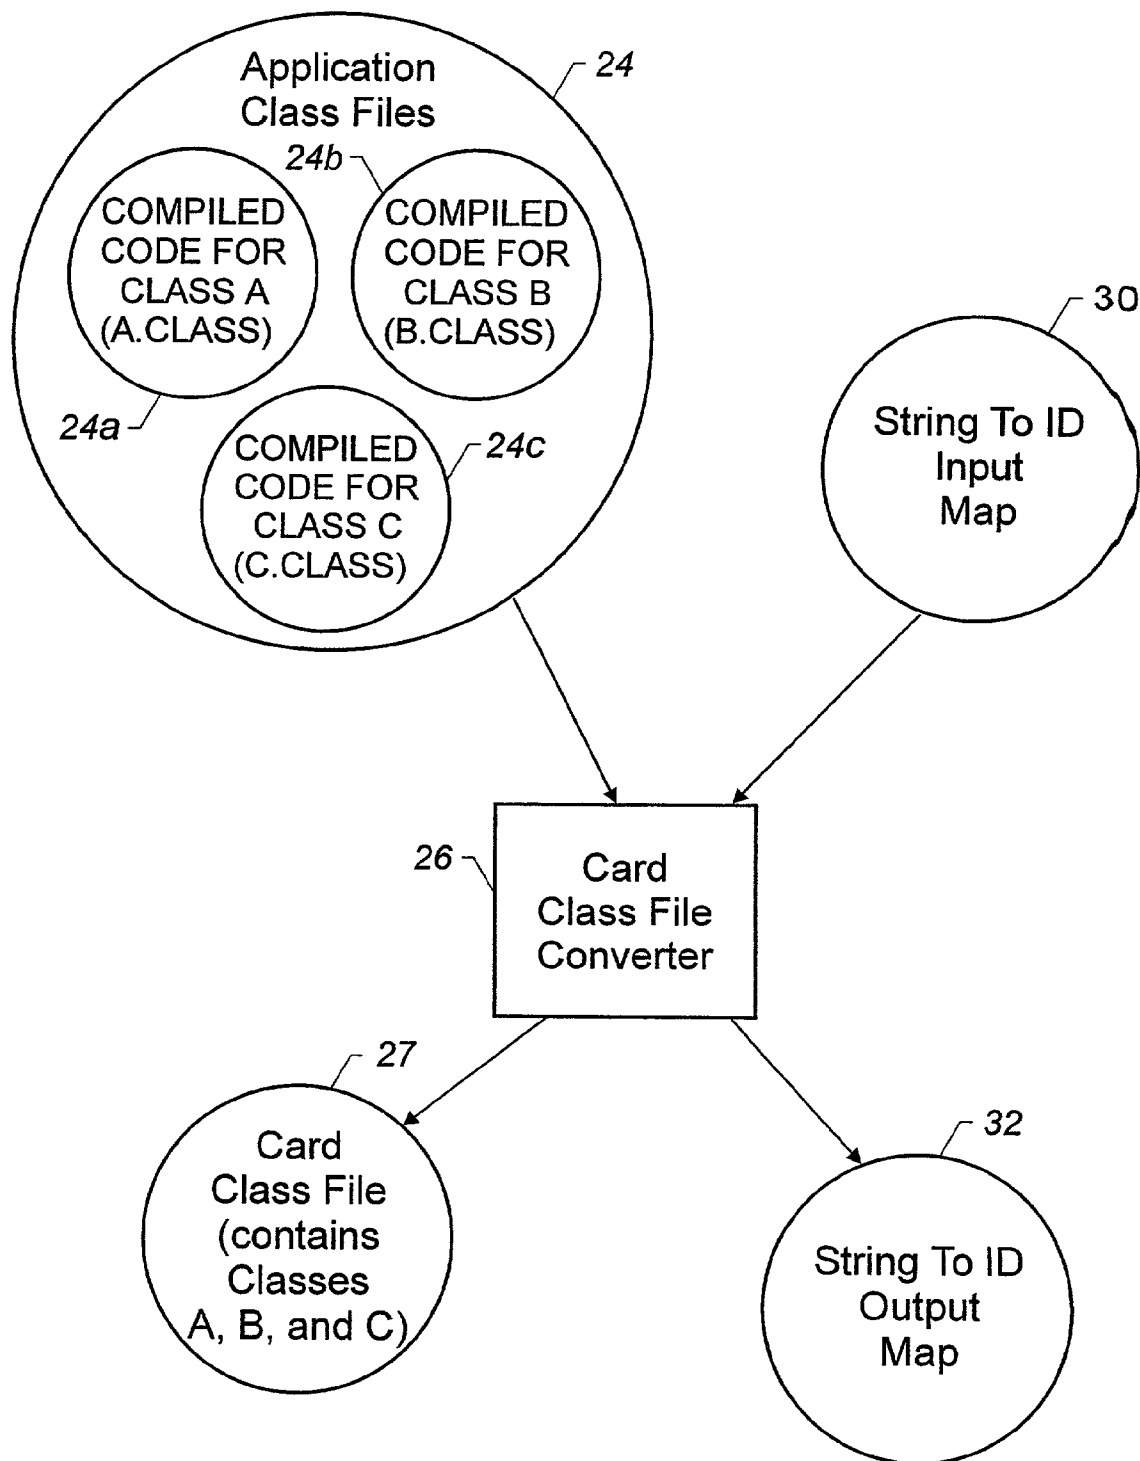 Application
Class Files
24
24b
COMPILED
CODE FOR
CLASS A
(A.CLASS)
COMPILED
CODE FOR
CLASS B
(B.CLASS)
24a
COMPILED
CODE FOR
CLASS C
(C.CLASS)
24c
30
String To ID
Input
Map
26
Card
Class File
Converter
27
Card
Class File
(contains
Classes
A, B, and C)
32
String To ID
Output
Map